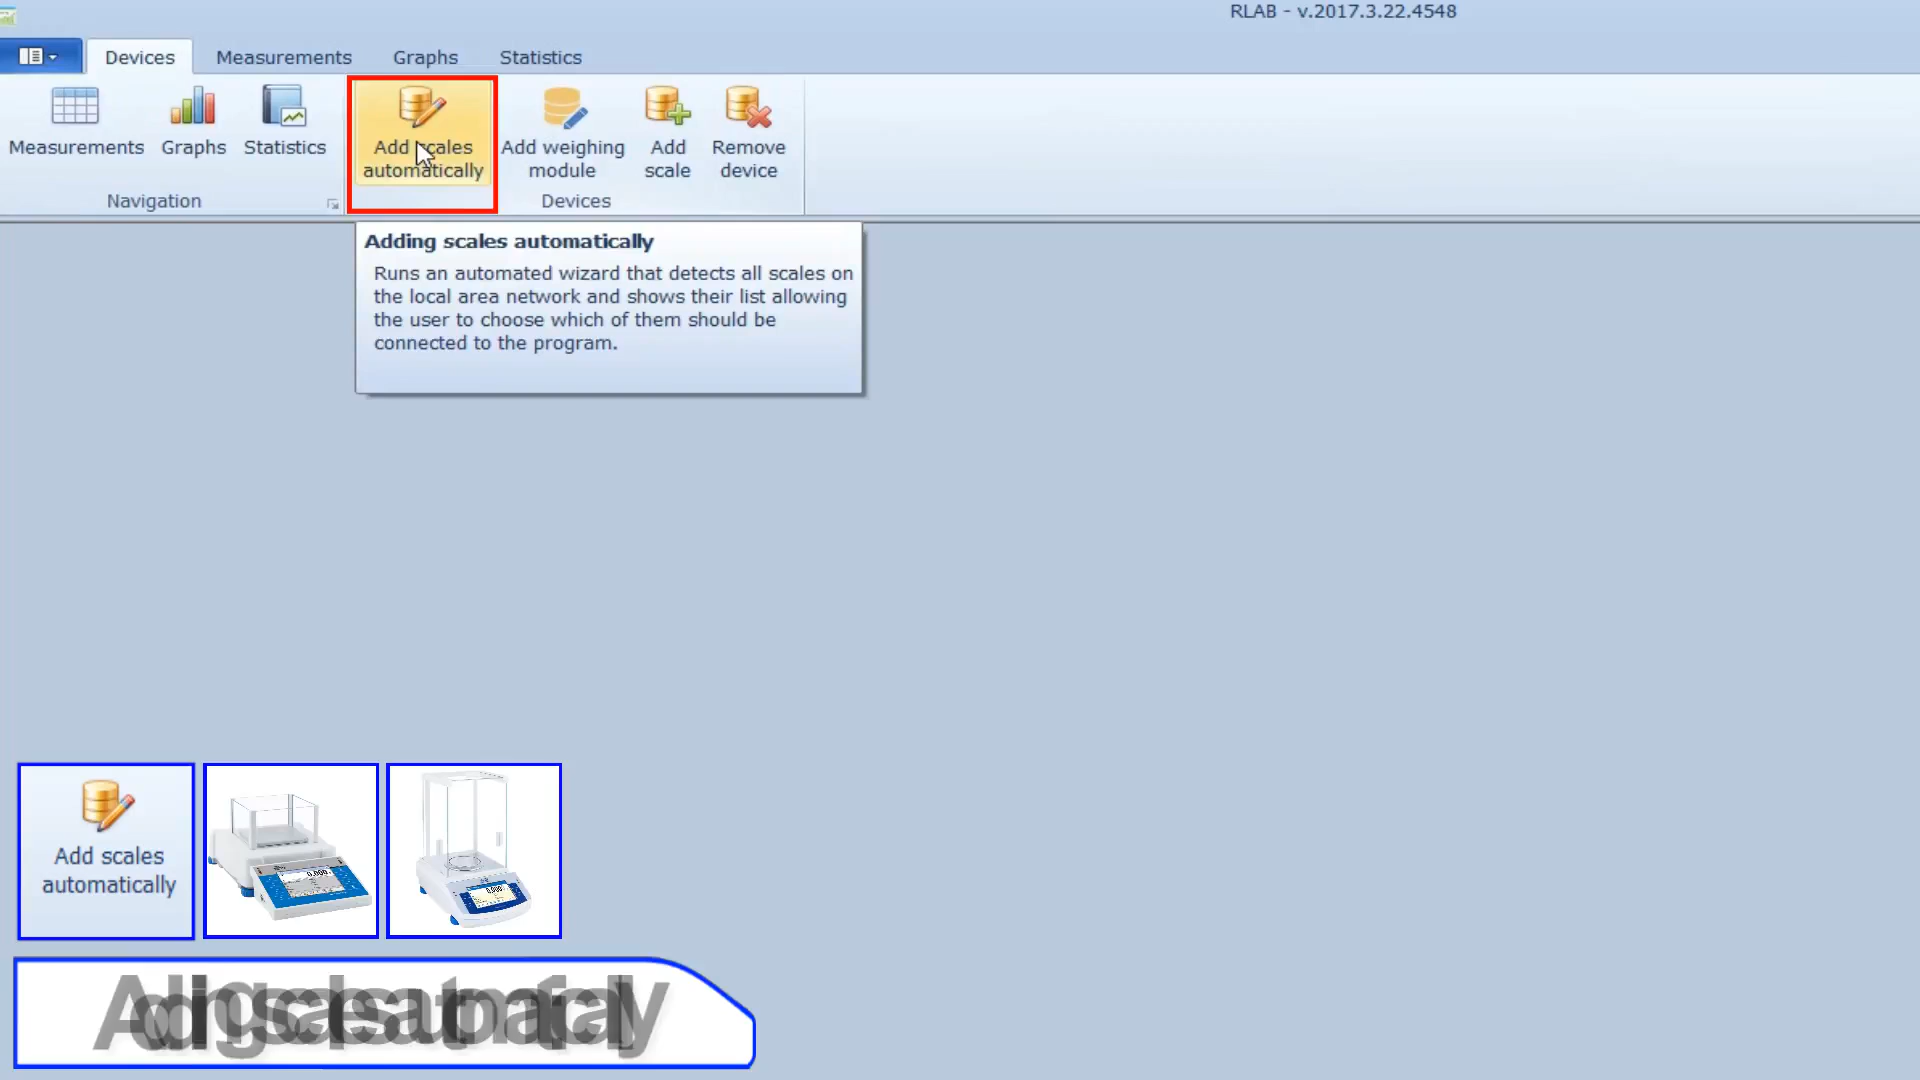 RLAB - v.2017.3.22.4548
Devices
Measurements
Graphs
Statistics
Measurements
Graphs
Statistics
Add scales
automatically
Add weighing
module
Add
scale
Remove
device
Navigation
Devices
Adding scales automatically
Runs an automated wizard that detects all scales on
the local area network and shows their list allowing
the user to choose which of them should be
connected to the program.
Add scales
automatically
Adding scales automatically